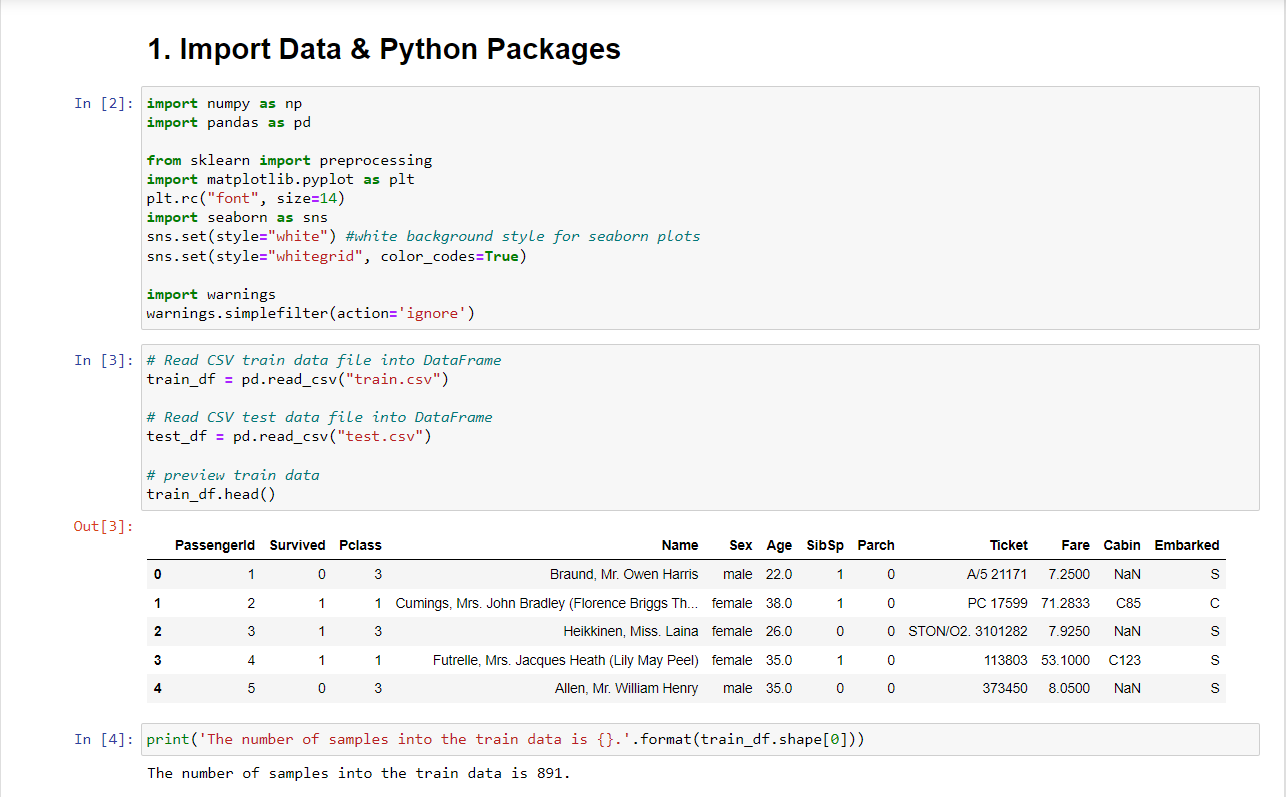 1. Import Data & Python Packages
In [2]: import numpy as np
import pandas as pd
from sklearn import preprocessing
import matplotlib.pyplot as plt
plt.rc("font", size=14)
import seaborn as sns
sns.set(style="white") #white background style for seaborn plots
sns.set(style="whitegrid", color_codes=True)
import warnings
warnings.simplefilter(action='ignore')
In [3]: # Read CSV train data file into DataFrame
train_df = pd.read_csv("train.csv")
# Read CSV test data file into DataFrame
test_df = pd.read_csv("test.csv")
# preview train data
train_df.head()
Out[3]:
PassengerId Survived Pclass Name Sex Age SibSp Parch Ticket Fare Cabin Embarked
0 1 0 3 Braund, Mr. Owen Harris male 22.0 1 0 A/5 21171 7.2500 NaN S
1 2 1 1 Cumings, Mrs. John Bradley (Florence Briggs Th... female 38.0 1 0 PC 17599 71.2833 C85 C
2 3 1 3 Heikkinen, Miss. Laina female 26.0 0 0 STON/O2. 3101282 7.9250 NaN S
3 4 1 1 Futrelle, Mrs. Jacques Heath (Lily May Peel) female 35.0 1 0 113803 53.1000 C123 S
4 5 0 3 Allen, Mr. William Henry male 35.0 0 0 373450 8.0500 NaN S
In [4]: print('The number of samples into the train data is {}.'.format(train_df.shape[0]))
The number of samples into the train data is 891.